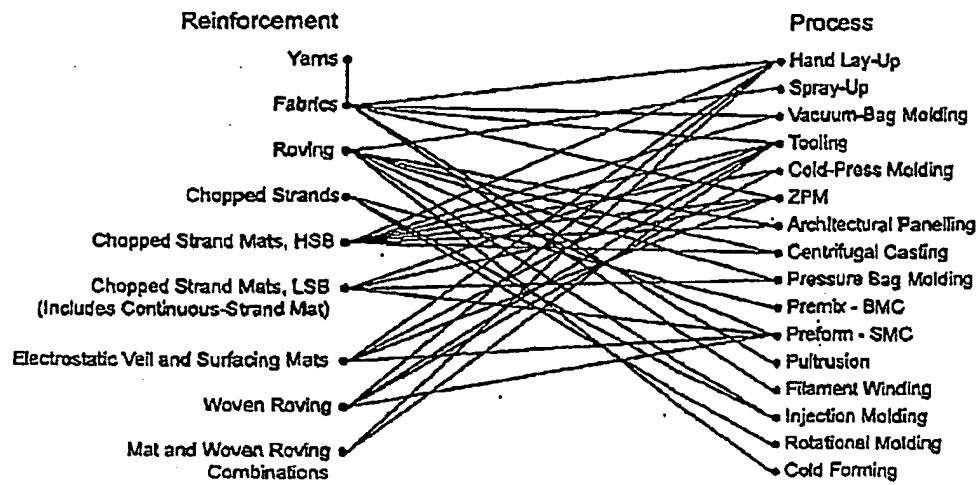 Reinforcement
Yarns
Fabrics
Roving
Chopped Strands
Chopped Strand Mats, HSB
Chopped Strand Mats, LSB
(Includes Continuous-Strand Mat)
Electrostatic Veil and Surfacing Mats
Woven Roving
Mat and Woven Roving
Combinations
Process
Hand Lay-Up
Spray-Up
Vacuum-Bag Molding
Tooling
Cold-Press Molding
ZPM
Architectural Panelling
Centrifugal Casting
Pressure Bag Molding
Premix - BMC
Preform - SMC
Pultrusion
Filament Winding
Injection Molding
Rotational Molding
Cold Forming